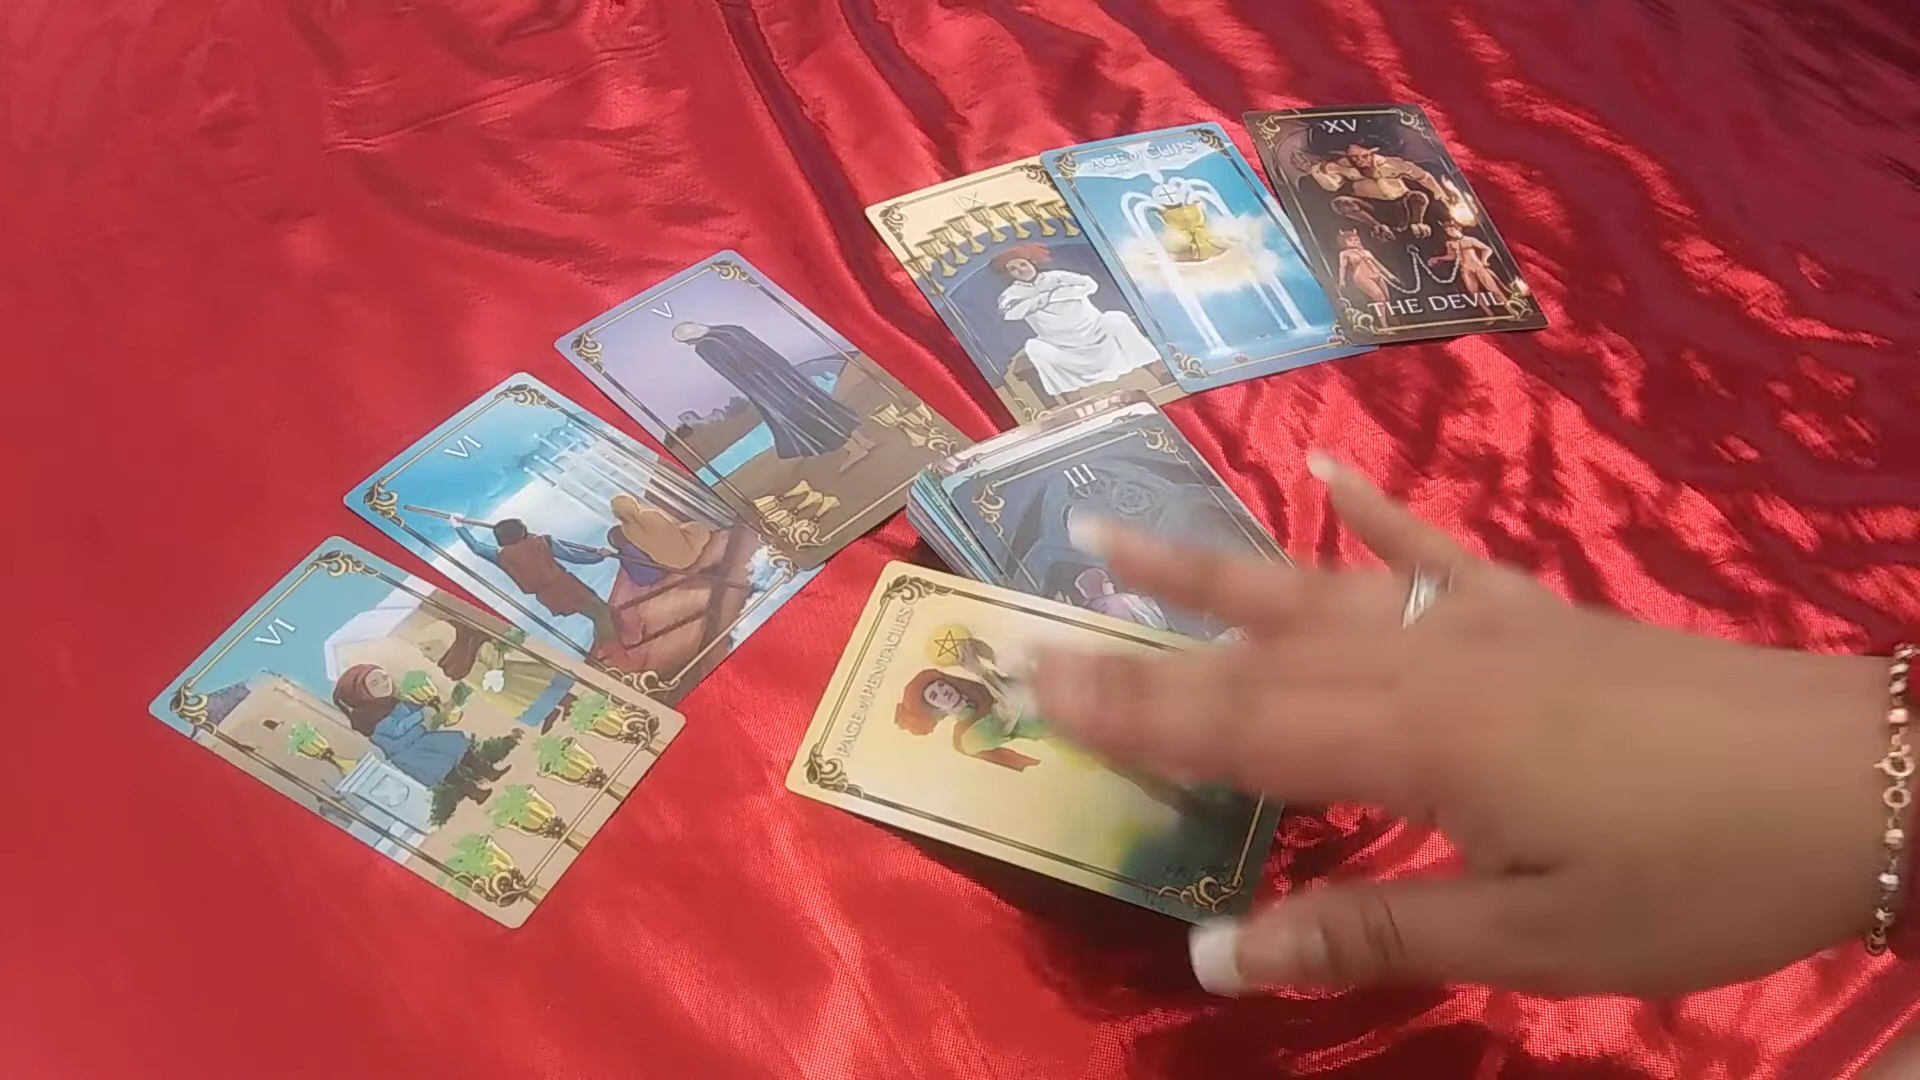 XV
THE DEVIL
ACE of CUPS
IX
V
VI
III
VI
PAGE of PENTACLES